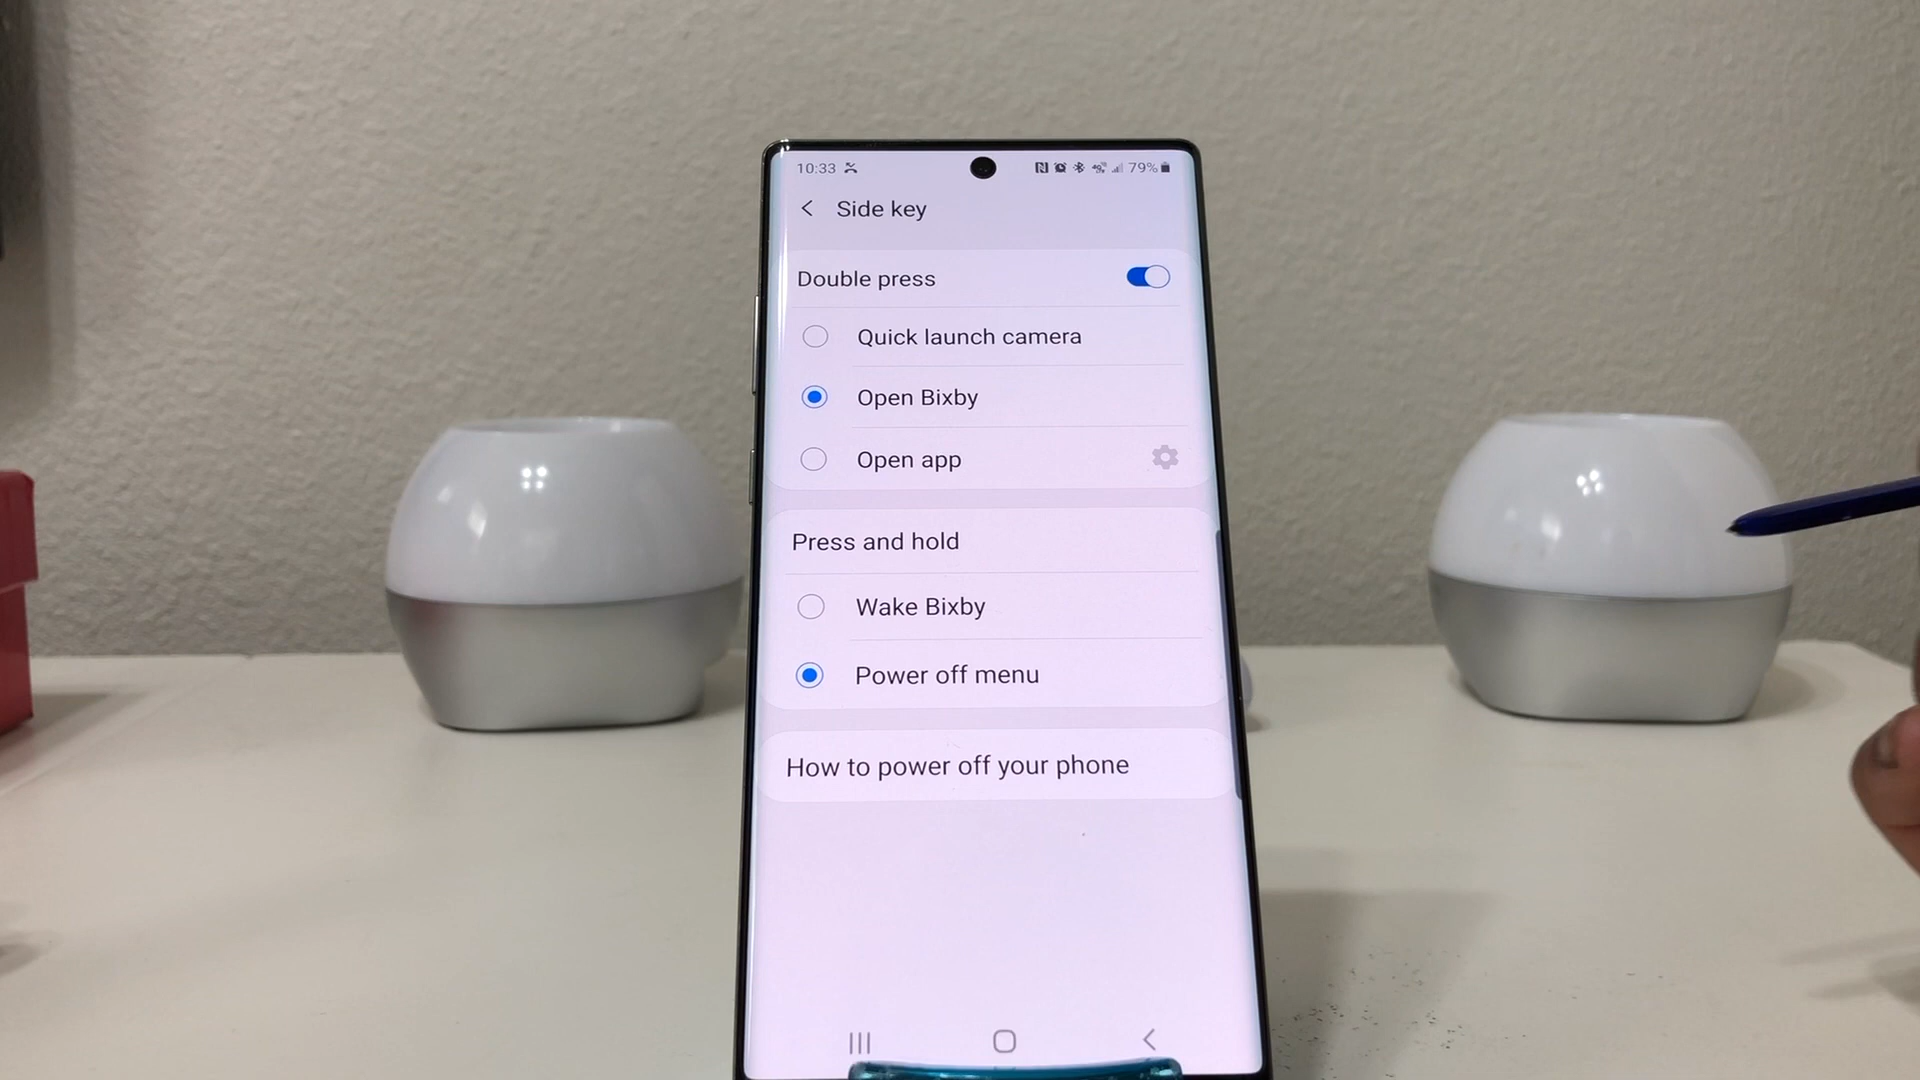 10:33 79%
Side key
Double press
Quick launch camera
Open Bixby
Open app
Press and hold
Wake Bixby
Power off menu
How to power off your phone